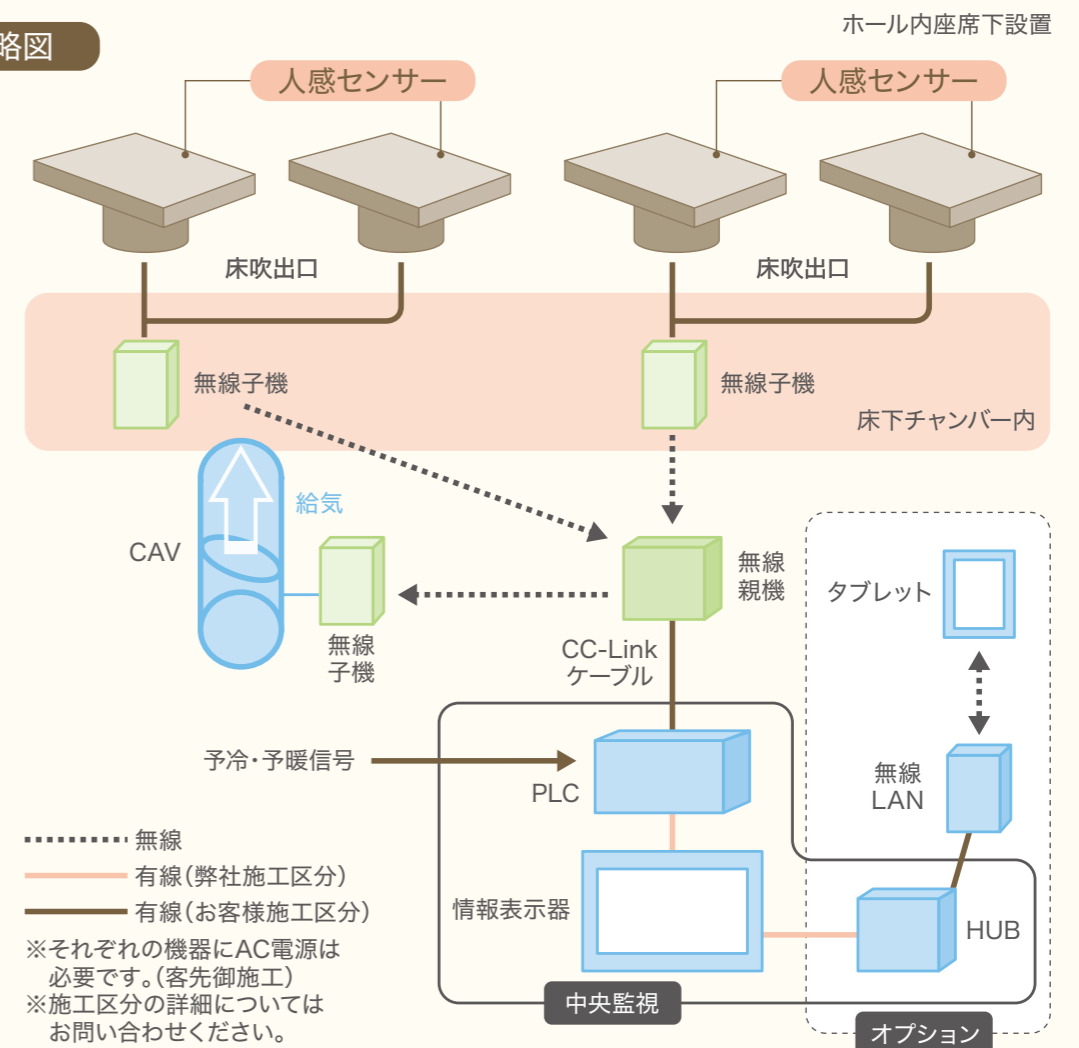 略図
ホール内座席下設置
人感センサー
人感センサー
床吹出口
床吹出口
無線子機
無線子機
床下チャンバー内
給気
CAV
無線
子機
無線
親機
タブレット
CC-Link
ケーブル
予冷・予暖信号
PLC
無線
LAN
情報表示器
HUB
中央監視
オプション
無線
有線(弊社施工区分)
有線(お客様施工区分)
※それぞれの機器にAC電源は
必要です。(客先御施工)
※施工区分の詳細については
お問い合わせください。